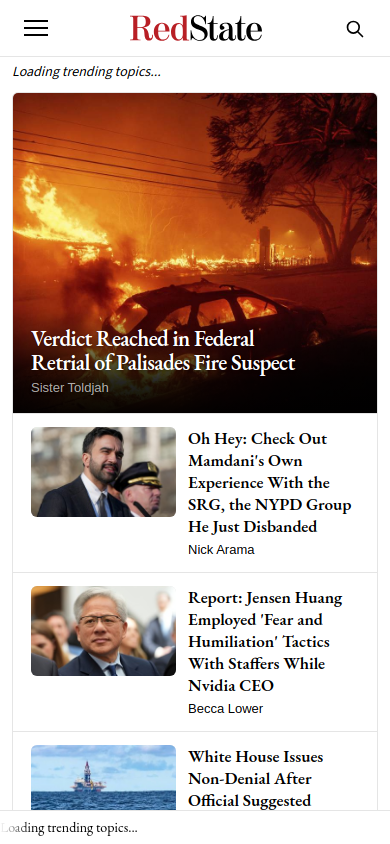 RedState
Loading trending topics...
Verdict Reached in Federal
Retrial of Palisades Fire Suspect
Sister Toldjah
Oh Hey: Check Out
Mamdani's Own
Experience With the
SRG, the NYPD Group
He Just Disbanded
Nick Arama
Report: Jensen Huang
Employed 'Fear and
Humiliation' Tactics
With Staffers While
Nvidia CEO
Becca Lower
White House Issues
Non-Denial After
Official Suggested
Loading trending topics...